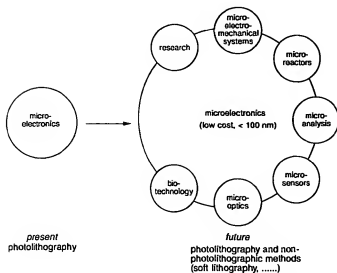 micro-
electro-
mechanical
systems
research
micro-
reactors
micro-
electronics
microelectronics
(low cost, < 100 nm)
micro-
analysis
micro-
sensors
bio-
technology
micro-
optics
present
photolithography
future
photolithography and non-
photolithographic methods
(soft lithography, ......)